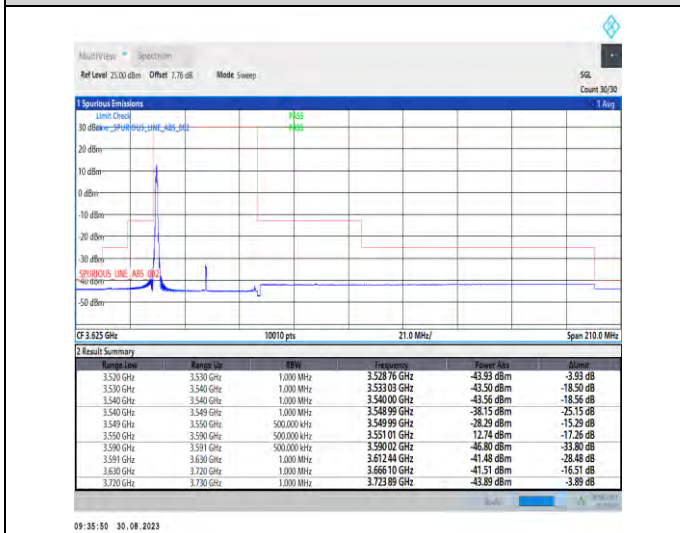 MultiView Spectrum
Ref Level 25.00 dBm Offset 7.76 dB Mode Sweep SGL
Count 30/30
1 Spurious Emissions 1 Avg
Limit Check PASS
30 dBm _SPURIOUS_LINE_ABS_002 PASS
20 dBm
10 dBm
0 dBm
-10 dBm
-20 dBm
-30 dBm
SPURIOUS_LINE_ABS_002
-40 dBm
-50 dBm
CF 3.625 GHz 10010 pts 21.0 MHz/ Span 210.0 MHz
2 Result Summary
Range Low Range Up RBW Frequency Power Abs ΔLimit
3.520 GHz 3.530 GHz 1.000 MHz 3.528 76 GHz -43.93 dBm -3.93 dB
3.530 GHz 3.540 GHz 1.000 MHz 3.533 03 GHz -43.50 dBm -18.50 dB
3.540 GHz 3.540 GHz 1.000 MHz 3.540 00 GHz -43.56 dBm -18.56 dB
3.540 GHz 3.549 GHz 1.000 MHz 3.548 99 GHz -38.15 dBm -25.15 dB
3.549 GHz 3.550 GHz 500.000 kHz 3.549 99 GHz -28.29 dBm -15.29 dB
3.550 GHz 3.590 GHz 500.000 kHz 3.551 01 GHz 12.74 dBm -17.26 dB
3.590 GHz 3.591 GHz 500.000 kHz 3.590 02 GHz -46.80 dBm -33.80 dB
3.591 GHz 3.630 GHz 1.000 MHz 3.612 44 GHz -41.48 dBm -28.48 dB
3.630 GHz 3.720 GHz 1.000 MHz 3.666 10 GHz -41.51 dBm -16.51 dB
3.720 GHz 3.730 GHz 1.000 MHz 3.723 89 GHz -43.89 dBm -3.89 dB
09:35:50 30.08.2023